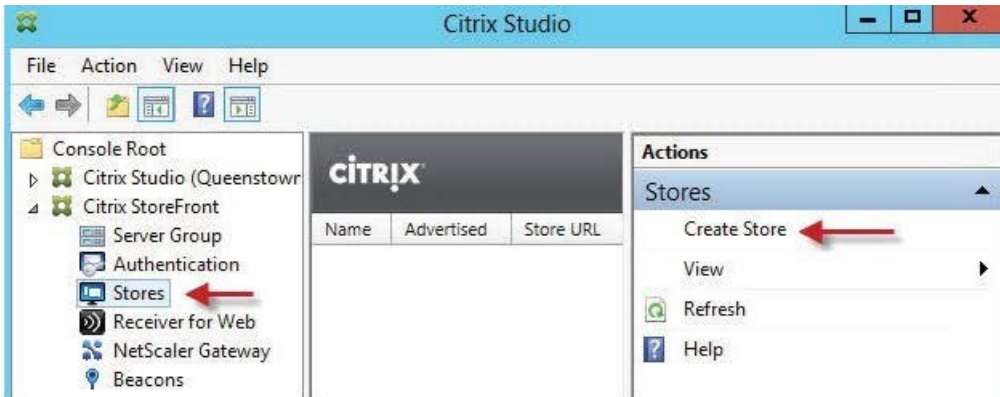 Citrix Studio
File Action View Help
Console Root
Citrix Studio (Queenstowr
Citrix StoreFront
Server Group
Authentication
Stores
Receiver for Web
NetScaler Gateway
Beacons
CITRIX
Name Advertised Store URL
Actions
Stores
Create Store
View
Refresh
Help